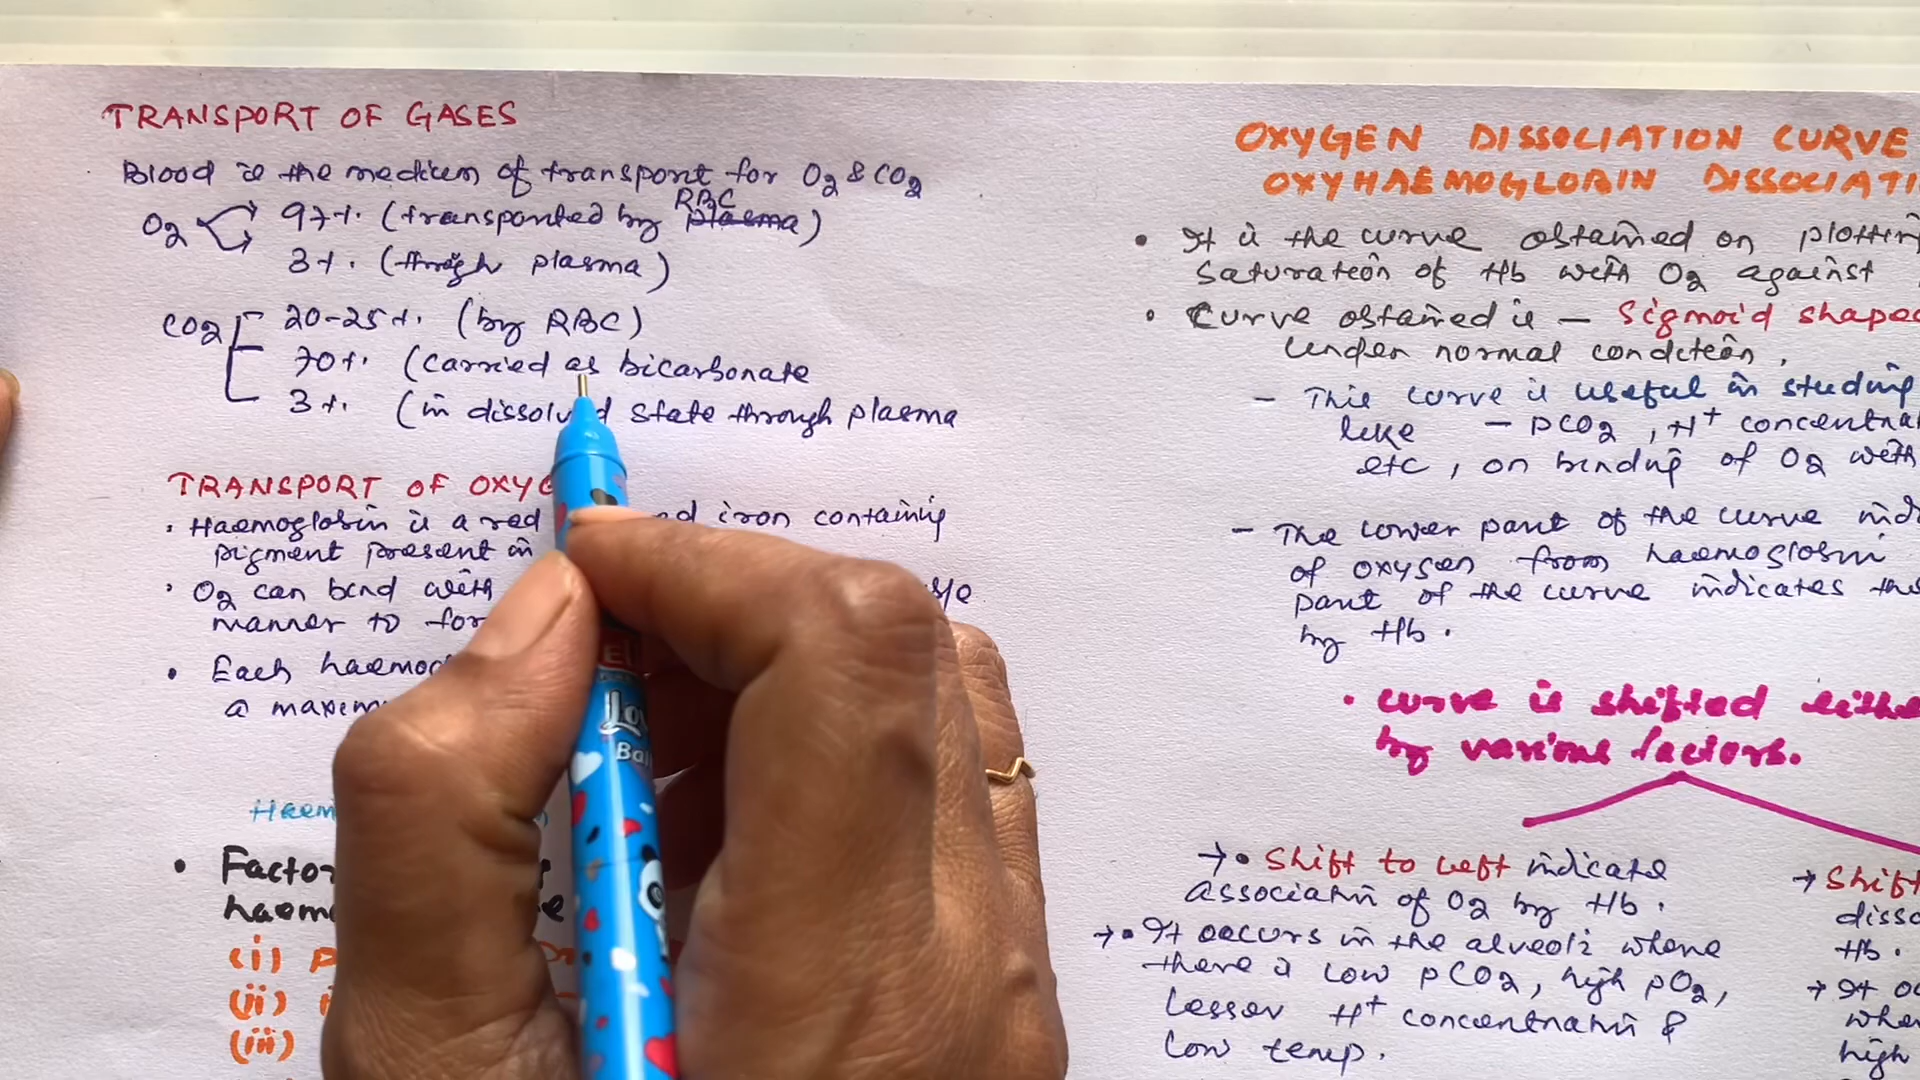 TRANSPORT OF GASES
Blood is the medium of transport for O2 & CO2
RBC
O2 97%. (transported by plasma)
3%. (through plasma)
CO2 20-25%. (by RBC)
70%. (carried as bicarbonate
3%. (in dissolved state through plasma
TRANSPORT OF OXYG
• Haemoglobin is a red iron containing
pigment present in
• O2 can bind with
manner to for
• Each haemog
a maxim
Haem
• Factor
haemo
(i) P
(ii)
(iii)
OXYGEN DISSOCIATION CURVE
OXYHAEMOGLOBIN DISSOCIATI
• It is the curve obtained on plottin
saturation of Hb with O2 against
• Curve obtained is – Sigmoid shape
under normal condition.
– This curve is useful in studing
like – pCO2, H+ concentra
etc, on binding of O2 with
– The lower part of the curve indi
of oxygen from haemoglobin
part of the curve indicates the
by Hb.
• curve is shifted eithe
by various factors.
→• Shift to left indicate
association of O2 by Hb.
→• It occurs in the alveoli where
there is low pCO2, high pO2,
lesser H+ concentration &
low temp.
→ Shift
disso
Hb.
→ It oc
wher
high